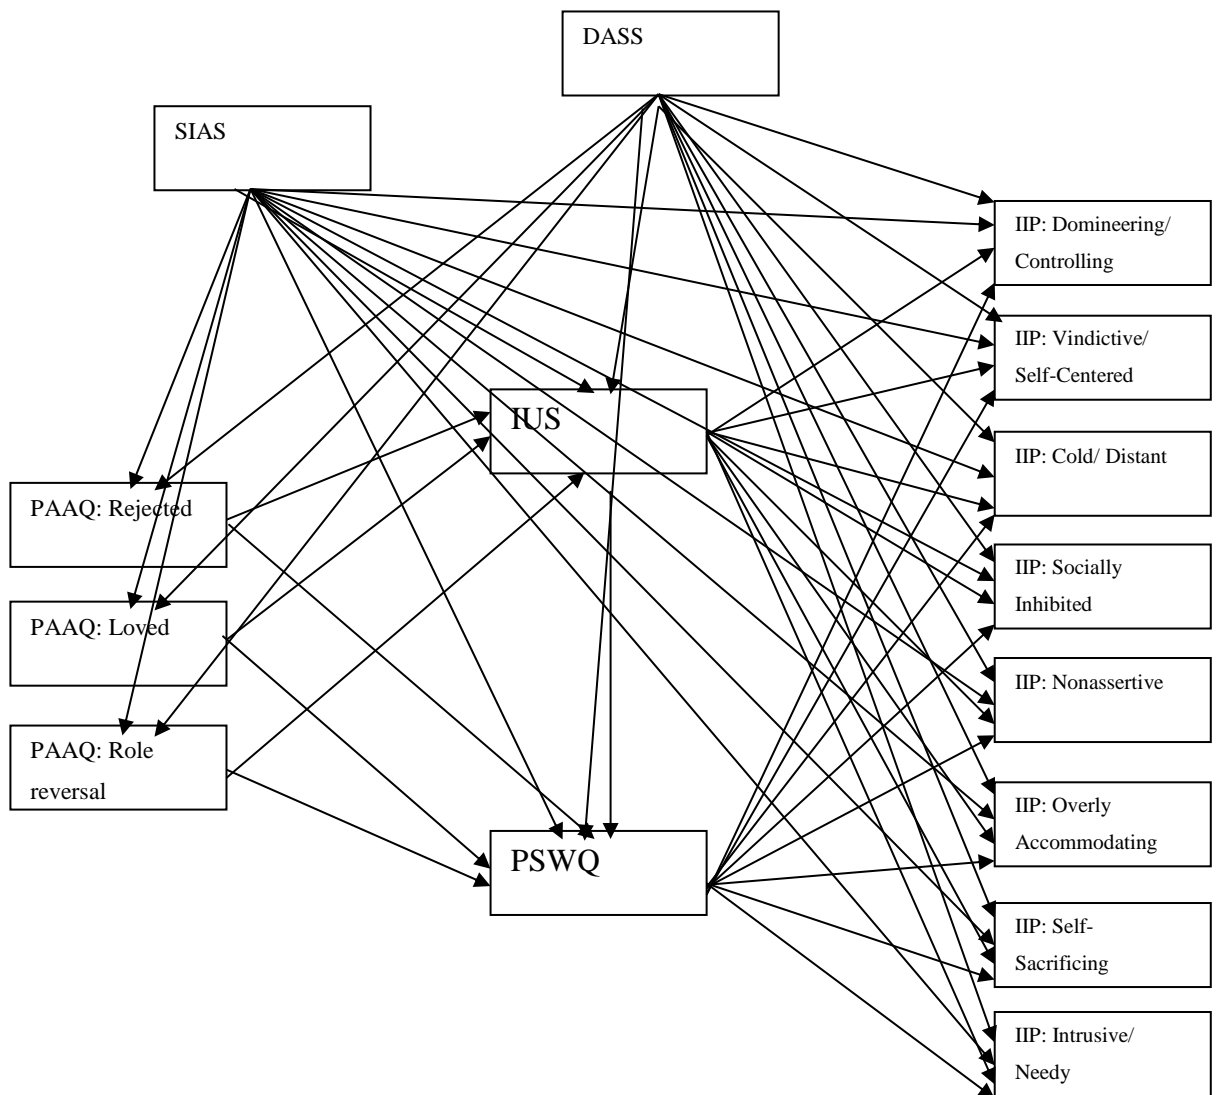 DASS
SIAS
IIP: Domineering/
Controlling
IIP: Vindictive/
Self-Centered
IUS
IIP: Cold/ Distant
PAAQ: Rejected
IIP: Socially
Inhibited
PAAQ: Loved
IIP: Nonassertive
PAAQ: Role
reversal
IIP: Overly
Accommodating
PSWQ
IIP: Self-
Sacrificing
IIP: Intrusive/
Needy